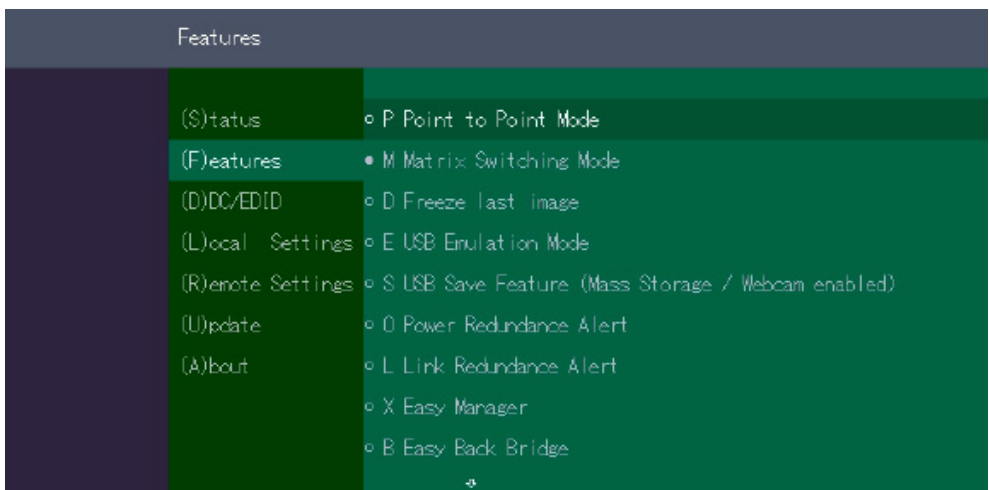 Features
(S)tatus
(F)eatures
(D)DC/EDID
(L)ocal Settings
(R)emote Settings
(U)pdate
(A)bout
P Point to Point Mode
M Matrix Switching Mode
D Freeze last image
E USB Emulation Mode
S USB Save Feature (Mass Storage / Webcam enabled)
O Power Redundance Alert
L Link Redundance Alert
X Easy Manager
B Easy Back Bridge